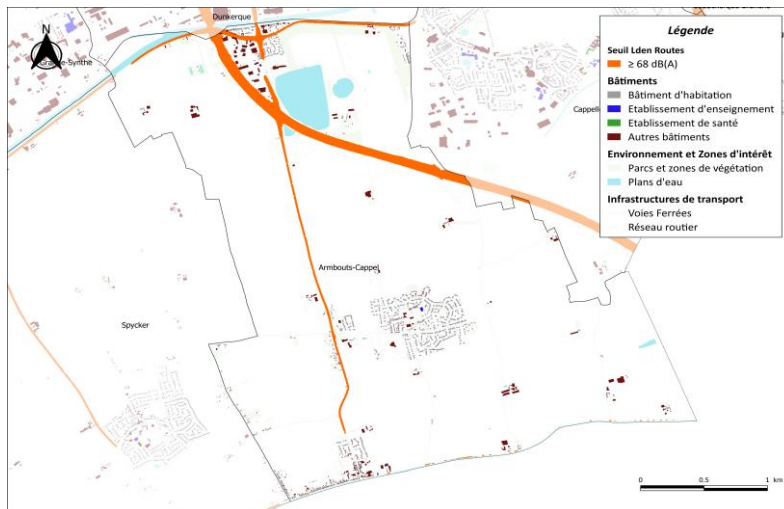 Dunkerque
N
Grande-Synthe
Cappelle
Armbouts-Cappel
Spycker
Légende
Seuil Lden Routes
≥ 68 dB(A)
Bâtiments
Bâtiment d'habitation
Etablissement d'enseignement
Etablissement de santé
Autres bâtiments
Environnement et Zones d'intérêt
Parcs et zones de végétation
Plans d'eau
Infrastructures de transport
Voies Ferrées
Réseau routier
0 0.5 1 km